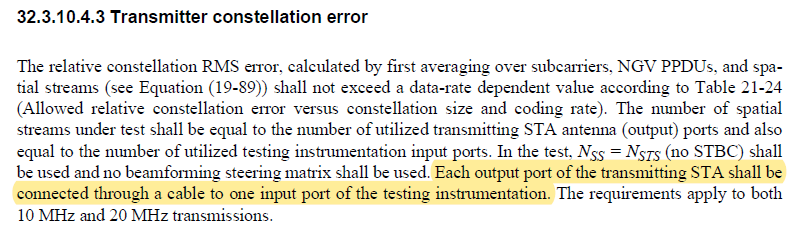 32.3.10.4.3 Transmitter constellation error
The relative constellation RMS error, calculated by first averaging over subcarriers, NGV PPDUs, and spa-
tial streams (see Equation (19-89)) shall not exceed a data-rate dependent value according to Table 21-24
(Allowed relative constellation error versus constellation size and coding rate). The number of spatial
streams under test shall be equal to the number of utilized transmitting STA antenna (output) ports and also
equal to the number of utilized testing instrumentation input ports. In the test, NSS = NSTS (no STBC) shall
be used and no beamforming steering matrix shall be used. Each output port of the transmitting STA shall be
connected through a cable to one input port of the testing instrumentation. The requirements apply to both
10 MHz and 20 MHz transmissions.